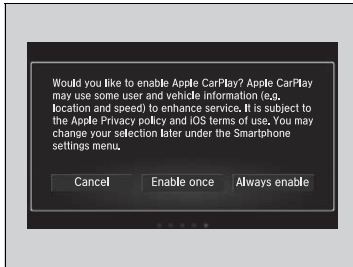 Would you like to enable Apple CarPlay? Apple CarPlay
may use some user and vehicle information (e.g.
location and speed) to enhance service. It is subject to
the Apple Privacy policy and iOS terms of use. You may
change your selection later under the Smartphone
settings menu.
Cancel Enable once Always enable